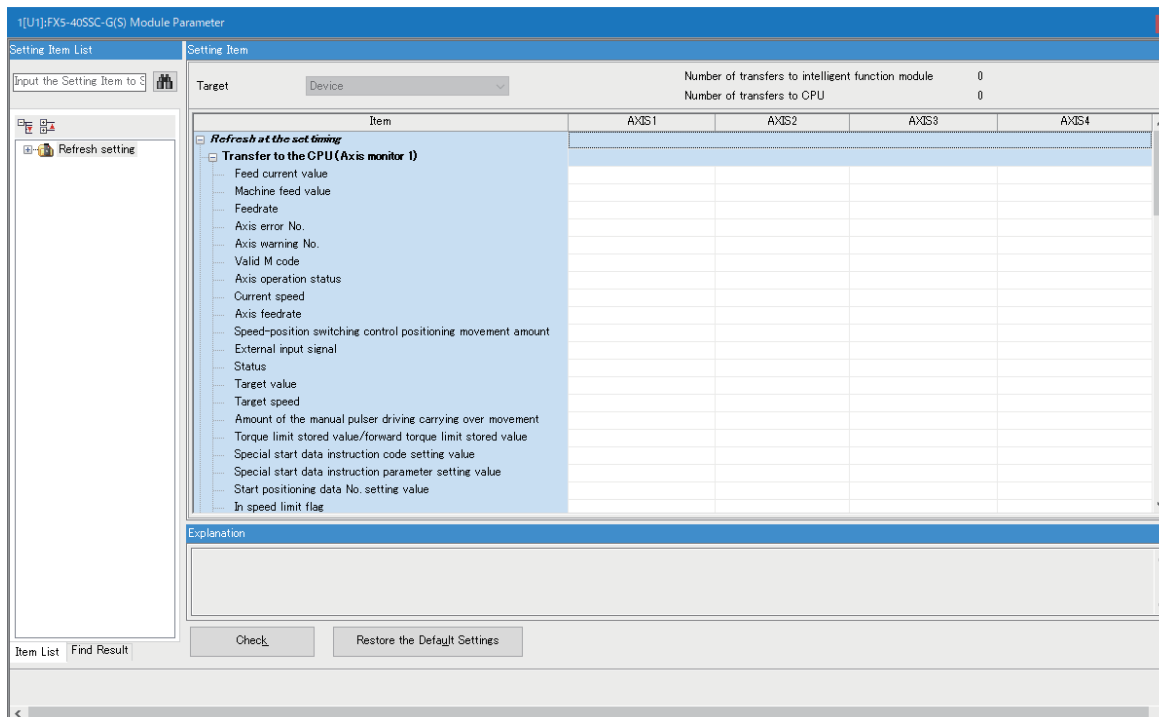 1[U1]:FX5-40SSC-G(S) Module Parameter
Setting Item List
Input the Setting Item to S
Refresh setting
Item List
Find Result
Setting Item
Target
Device
Number of transfers to intelligent function module 0
Number of transfers to CPU 0
Item AXIS1 AXIS2 AXIS3 AXIS4
Refresh at the set timing
Transfer to the CPU(Axis monitor 1)
Feed current value
Machine feed value
Feedrate
Axis error No.
Axis warning No.
Valid M code
Axis operation status
Current speed
Axis feedrate
Speed-position switching control positioning movement amount
External input signal
Status
Target value
Target speed
Amount of the manual pulser driving carrying over movement
Torque limit stored value/forward torque limit stored value
Special start data instruction code setting value
Special start data instruction parameter setting value
Start positioning data No. setting value
In speed limit flag
Explanation
Check
Restore the Default Settings